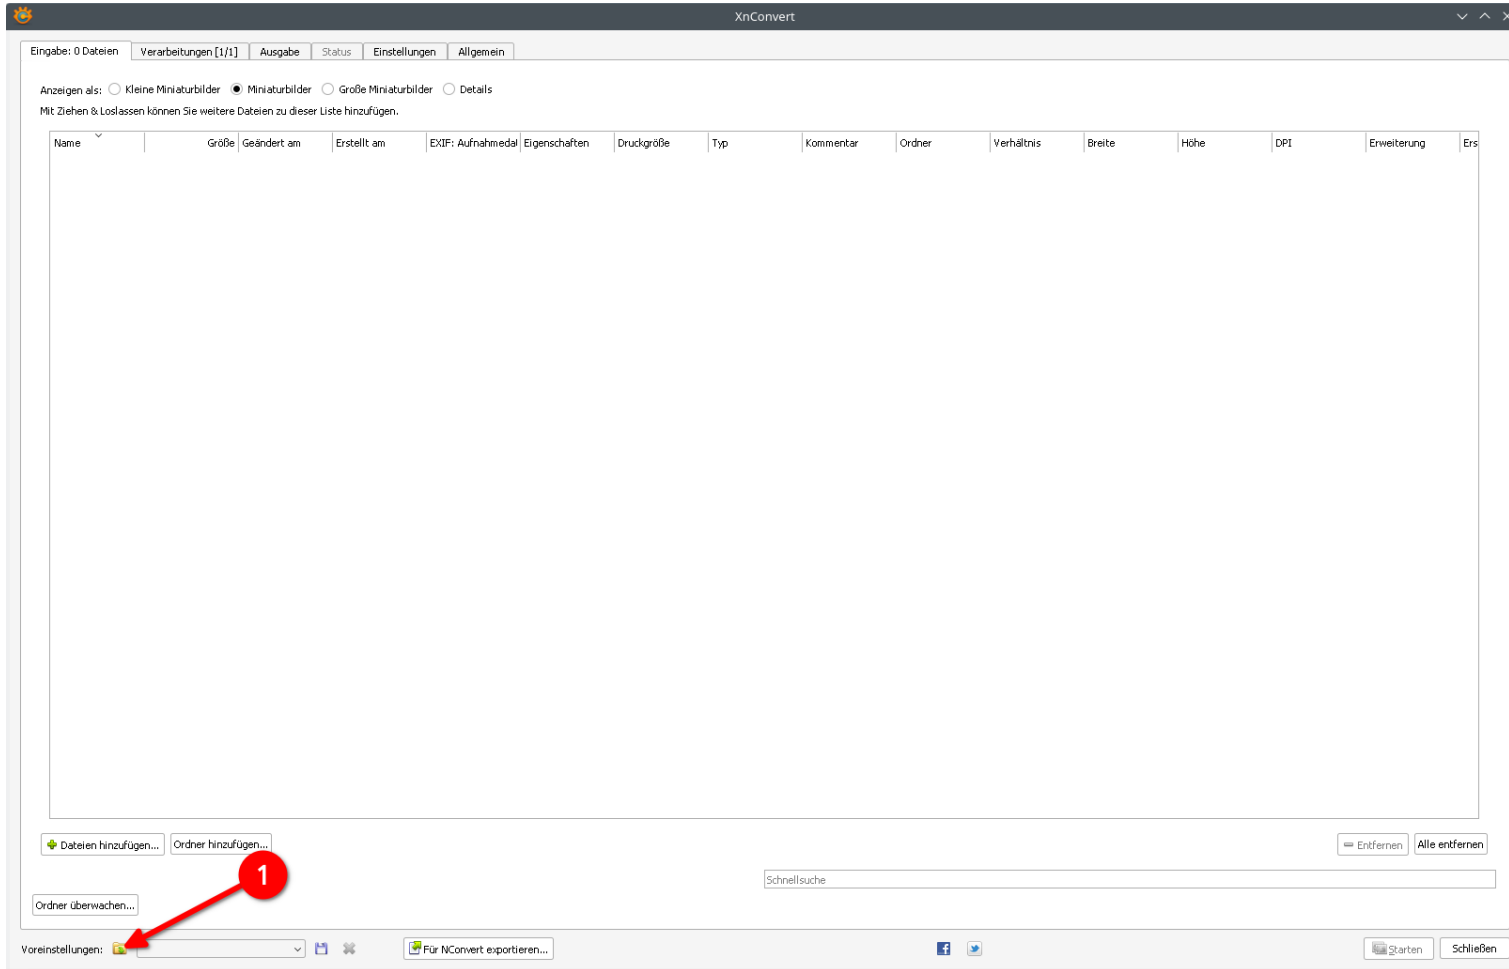 XnConvert
Eingabe: 0 Dateien Verarbeitungen [1/1] Ausgabe Status Einstellungen Allgemein
Anzeigen als: Kleine Miniaturbilder Miniaturbilder Große Miniaturbilder Details
Mit Ziehen & Loslassen können Sie weitere Dateien zu dieser Liste hinzufügen.
Name Größe Geändert am Erstellt am EXIF: Aufnahmedat Eigenschaften Druckgröße Typ Kommentar Ordner Verhältnis Breite Höhe DPI Erweiterung Ers
Dateien hinzufügen... Ordner hinzufügen... Entfernen Alle entfernen
1
Schnellsuche
Ordner überwachen...
Voreinstellungen: Für NConvert exportieren... Starten Schließen